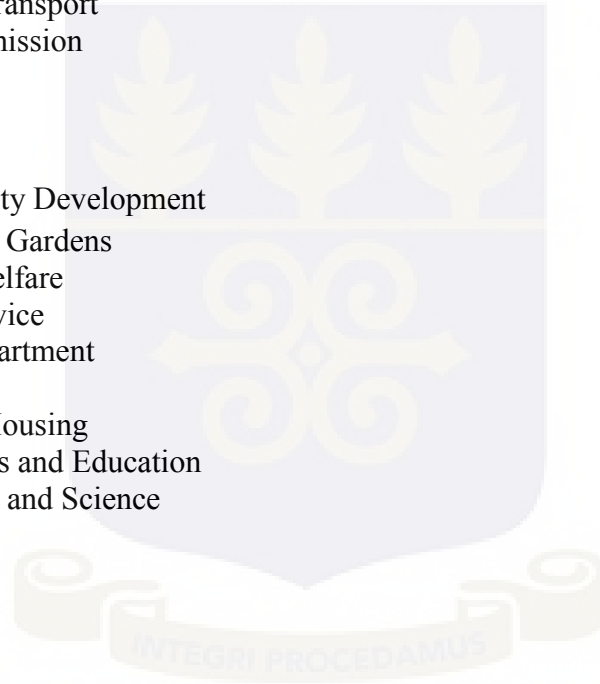 ransport
nission
ty Development
Gardens
elfare
vice
artment
Housing
s and Education
and Science
INTEGRI PROCEDAMUS